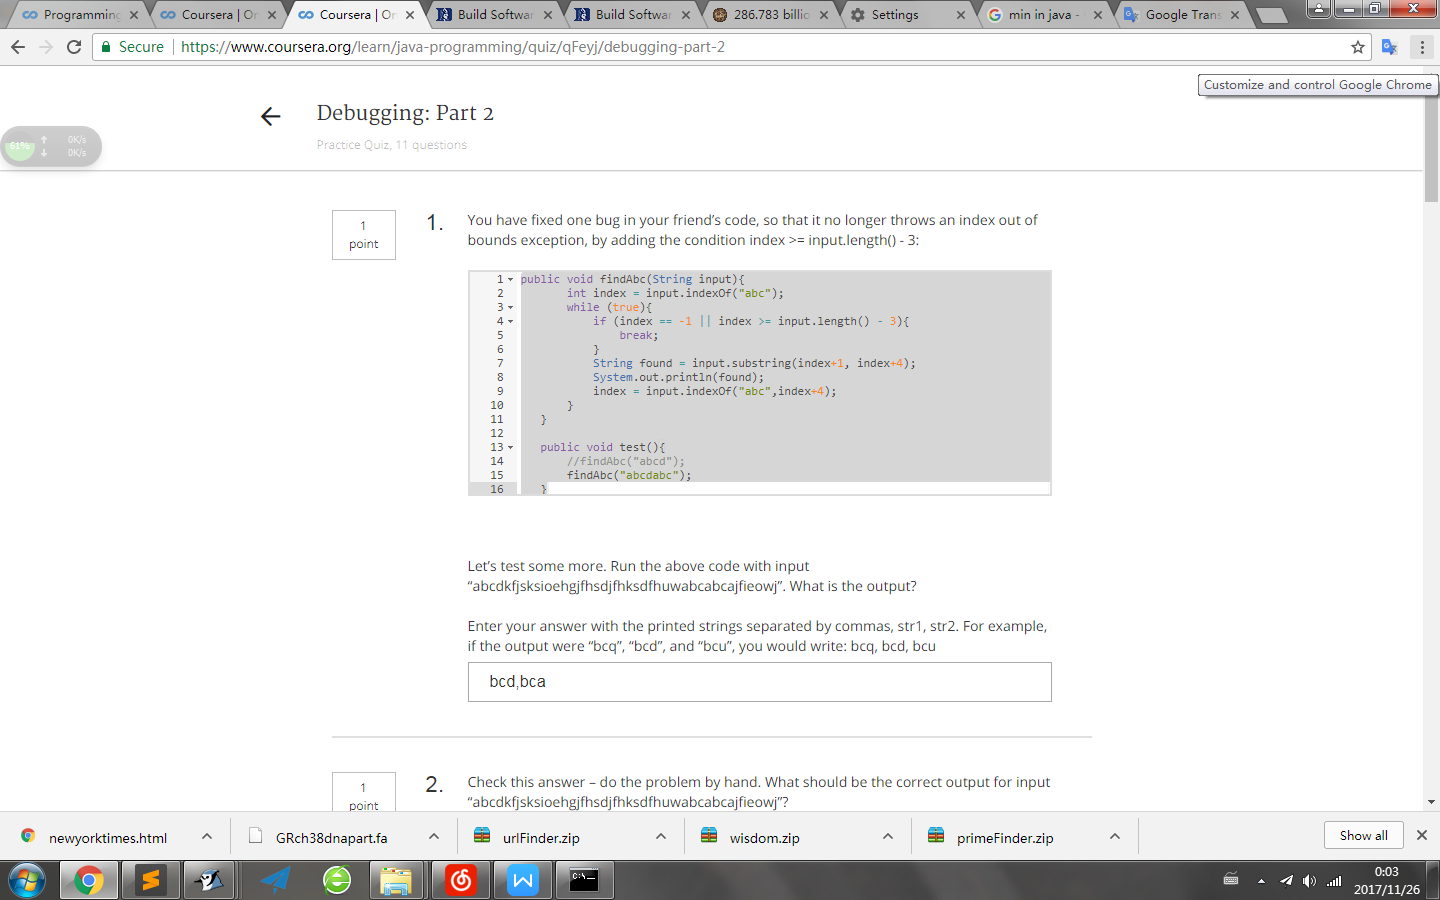 Programming
Coursera | On
Coursera | On
Build Softwar
Build Softwar
286.783 billio
Settings
min in java -
Google Trans
Secure
https://www.coursera.org/learn/java-programming/quiz/qFeyj/debugging-part-2
Customize and control Google Chrome
Debugging: Part 2
Practice Quiz, 11 questions
61%
0K/s
0K/s
1
point
1.
You have fixed one bug in your friend’s code, so that it no longer throws an index out of
bounds exception, by adding the condition index >= input.length() - 3:
1 public void findAbc(String input){
2 int index = input.indexOf("abc");
3 while (true){
4 if (index == -1 || index >= input.length() - 3){
5 break;
6 }
7 String found = input.substring(index+1, index+4);
8 System.out.println(found);
9 index = input.indexOf("abc",index+4);
10 }
11 }
12
13 public void test(){
14 //findAbc("abcd");
15 findAbc("abcdabc");
16 }
Let’s test some more. Run the above code with input
“abcdkfjsksioehgjfhsdjfhksdfhuwabcabcajfieowj”. What is the output?
Enter your answer with the printed strings separated by commas, str1, str2. For example,
if the output were “bcq”, “bcd”, and “bcu”, you would write: bcq, bcd, bcu
bcd,bca
1
point
2.
Check this answer – do the problem by hand. What should be the correct output for input
“abcdkfjsksioehgjfhsdjfhksdfhuwabcabcajfieowj”?
newyorktimes.html
GRch38dnapart.fa
urlFinder.zip
wisdom.zip
primeFinder.zip
Show all
0:03
2017/11/26